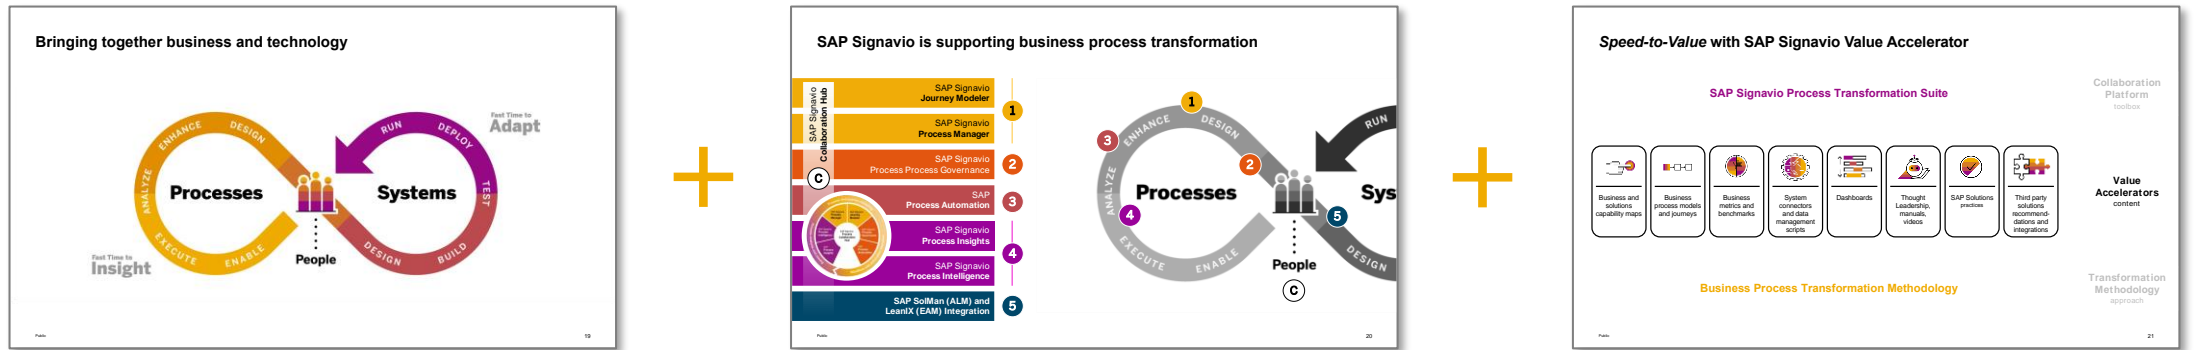 Bringing together business and technology
ENHANCE
DESIGN
ANALYZE
EXECUTE
ENABLE
Processes
Systems
RUN
DEPLOY
TEST
BUILD
DESIGN
Fast Time to
Adapt
Fast Time to
Insight
People
Public
19
+
SAP Signavio is supporting business process transformation
SAP Signavio
Collaboration Hub
C
SAP Signavio
Journey Modeler
SAP Signavio
Process Manager
1
SAP Signavio
Process Process Governance
2
SAP
Process Automation
3
SAP Signavio
Process Insights
SAP Signavio
Process Intelligence
4
SAP SolMan (ALM) and
LeanIX (EAM) Integration
5
1
ENHANCE
DESIGN
3
2
ANALYZE
4
EXECUTE
ENABLE
Processes
RUN
Sys
5
DESIGN
People
C
Public
20
+
Speed-to-Value with SAP Signavio Value Accelerator
SAP Signavio Process Transformation Suite
Collaboration
Platform
toolbox
Business and
solutions
capability maps
Business
process models
and journeys
Business
metrics and
benchmarks
System
connectors
and data
management
scripts
Dashboards
Thought
Leadership,
manuals,
videos
SAP Solutions
practices
Third party
solutions
recommend-
dations and
integrations
Value
Accelerators
content
Business Process Transformation Methodology
Transformation
Methodology
approach
Public
21